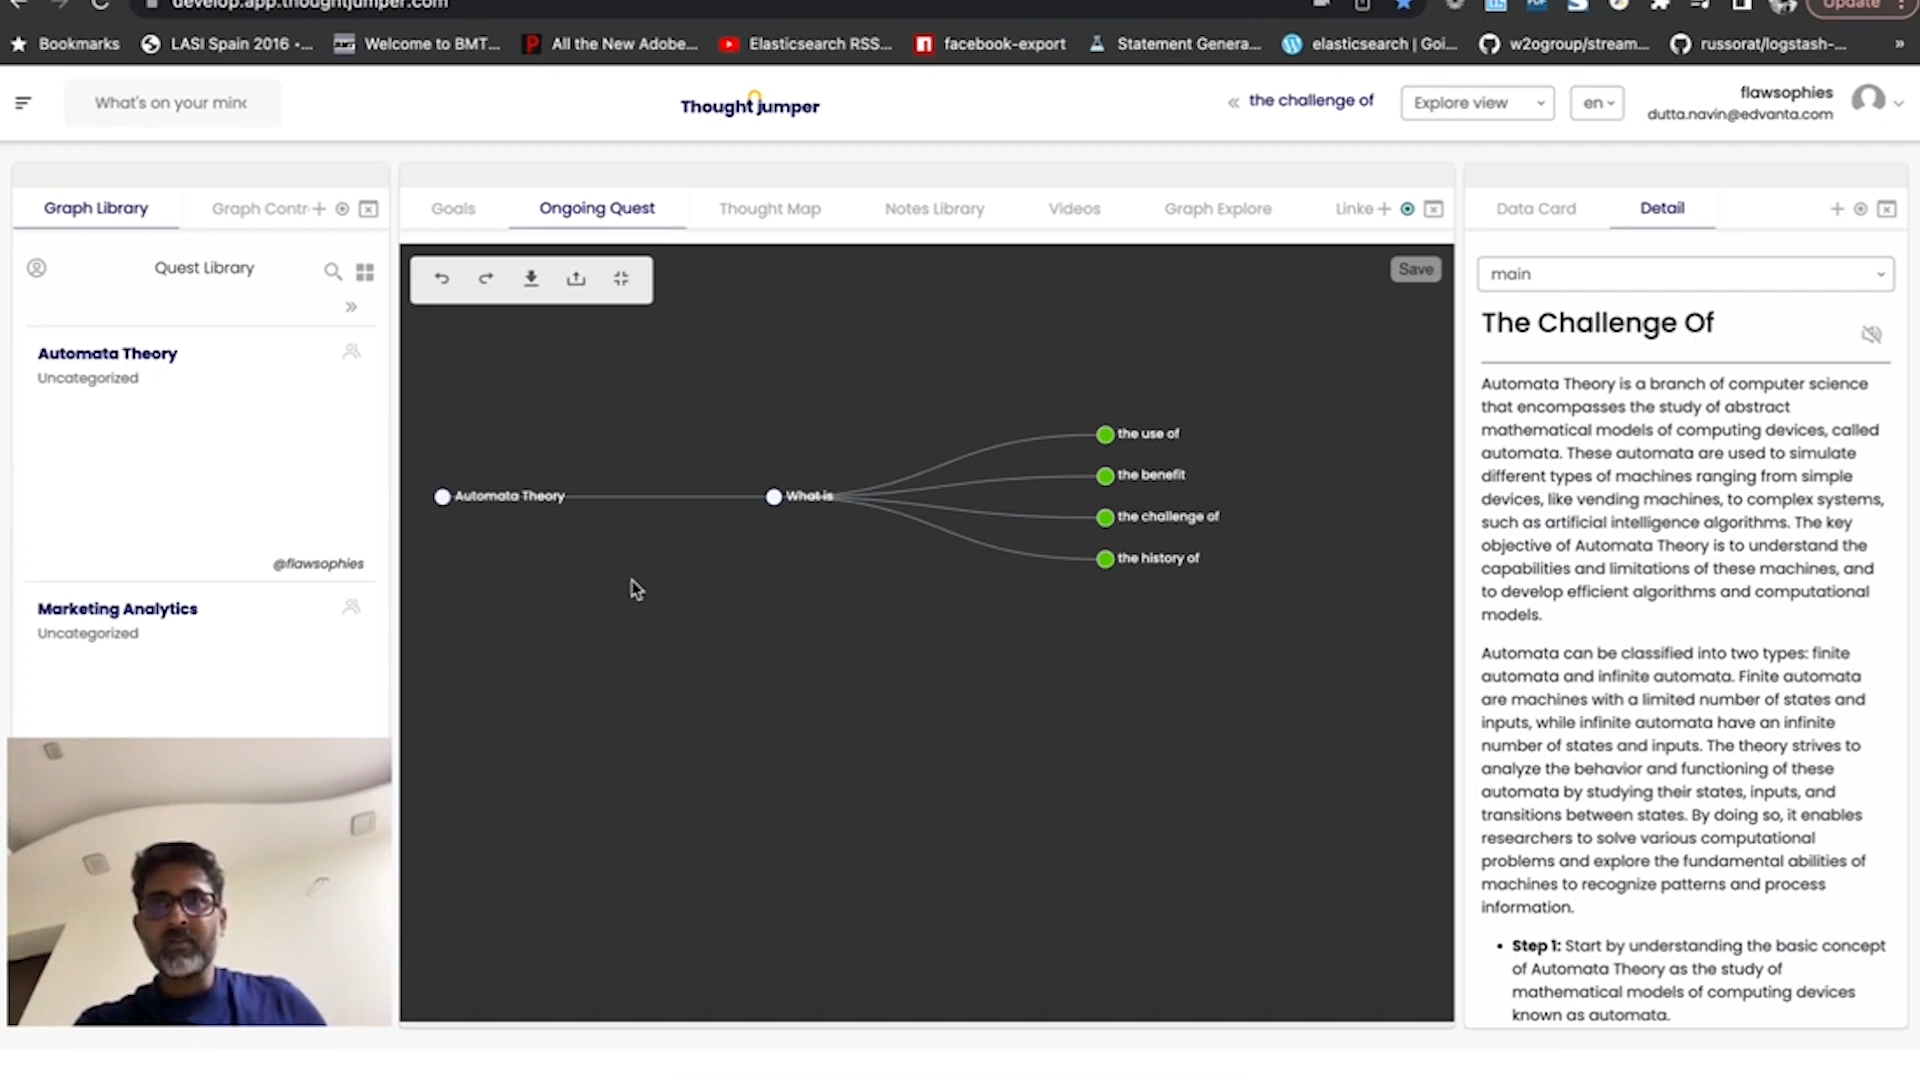 develop.app.thoughtjumper.com
Update
Bookmarks
LASI Spain 2016 •...
Welcome to BMT...
All the New Adobe...
Elasticsearch RSS...
facebook-export
Statement Genera...
elasticsearch | Goi...
w2ogroup/stream...
russorat/logstash-...
»
What's on your mind
Thought jumper
« the challenge of
Explore view
en
flawsophies
dutta.navin@edvanta.com
Graph Library
Graph Contr
Goals
Ongoing Quest
Thought Map
Notes Library
Videos
Graph Explore
Linke
Data Card
Detail
Quest Library
»
Automata Theory
Uncategorized
@flawsophies
Marketing Analytics
Uncategorized
Save
Automata Theory
What is
the use of
the benefit
the challenge of
the history of
main
The Challenge Of
Automata Theory is a branch of computer science
that encompasses the study of abstract
mathematical models of computing devices, called
automata. These automata are used to simulate
different types of machines ranging from simple
devices, like vending machines, to complex systems,
such as artificial intelligence algorithms. The key
objective of Automata Theory is to understand the
capabilities and limitations of these machines, and
to develop efficient algorithms and computational
models.
Automata can be classified into two types: finite
automata and infinite automata. Finite automata
are machines with a limited number of states and
inputs, while infinite automata have an infinite
number of states and inputs. The theory strives to
analyze the behavior and functioning of these
automata by studying their states, inputs, and
transitions between states. By doing so, it enables
researchers to solve various computational
problems and explore the fundamental abilities of
machines to recognize patterns and process
information.
• Step 1: Start by understanding the basic concept
of Automata Theory as the study of
mathematical models of computing devices
known as automata.